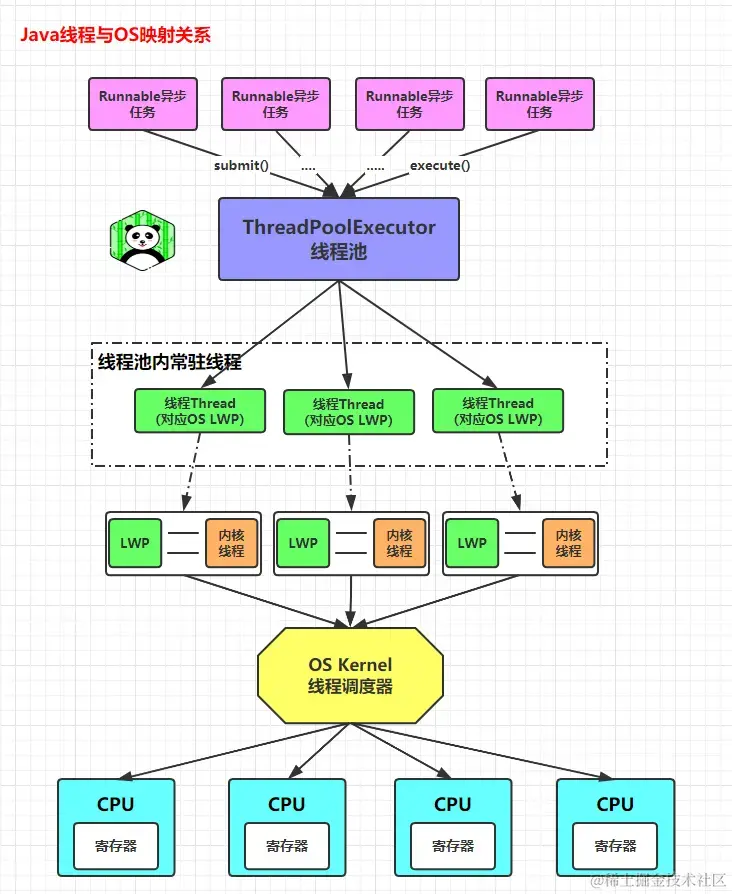 Java线程与OS映射关系
Runnable异步
任务
Runnable异步
任务
Runnable异步
任务
Runnable异步
任务
submit()
....
.....
execute()
ThreadPoolExecutor
线程池
线程池内常驻线程
线程Thread
(对应OS LWP)
线程Thread
(对应OS LWP)
线程Thread
(对应OS LWP)
LWP
内核
线程
LWP
内核
线程
LWP
内核
线程
OS Kernel
线程调度器
CPU
寄存器
CPU
寄存器
CPU
寄存器
CPU
寄存器
@稀土掘金技术社区